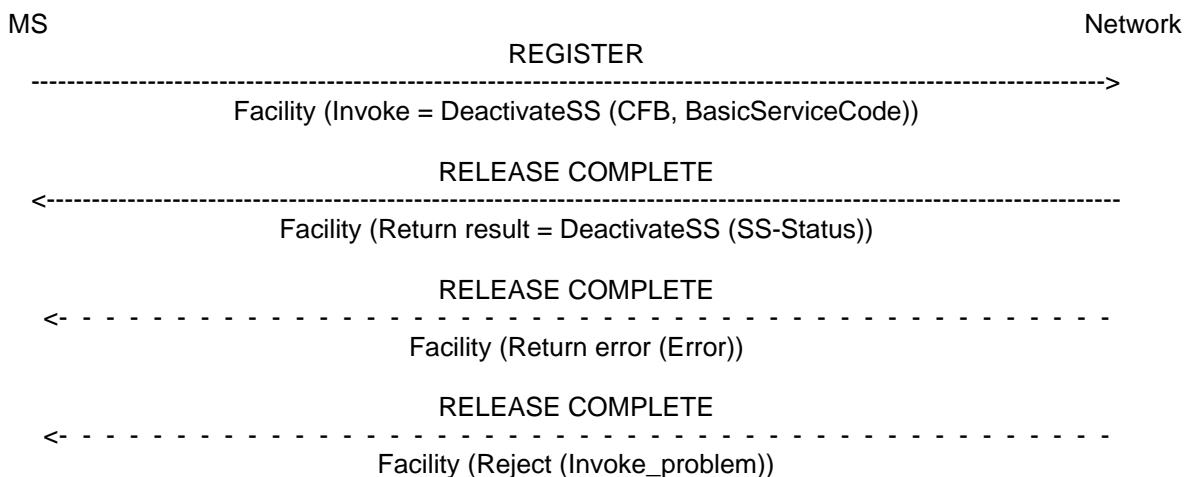 MS Network
REGISTER
------------------------------------------------------------------------------------------------------------------------>
Facility (Invoke = DeactivateSS (CFB, BasicServiceCode))
RELEASE COMPLETE
<------------------------------------------------------------------------------------------------------------------------
Facility (Return result = DeactivateSS (SS-Status))
RELEASE COMPLETE
<- - - - - - - - - - - - - - - - - - - - - - - - - - - - - - - - - - - - - - - - - - - -
Facility (Return error (Error))
RELEASE COMPLETE
<- - - - - - - - - - - - - - - - - - - - - - - - - - - - - - - - - - - - - - - - - - - -
Facility (Reject (Invoke_problem))